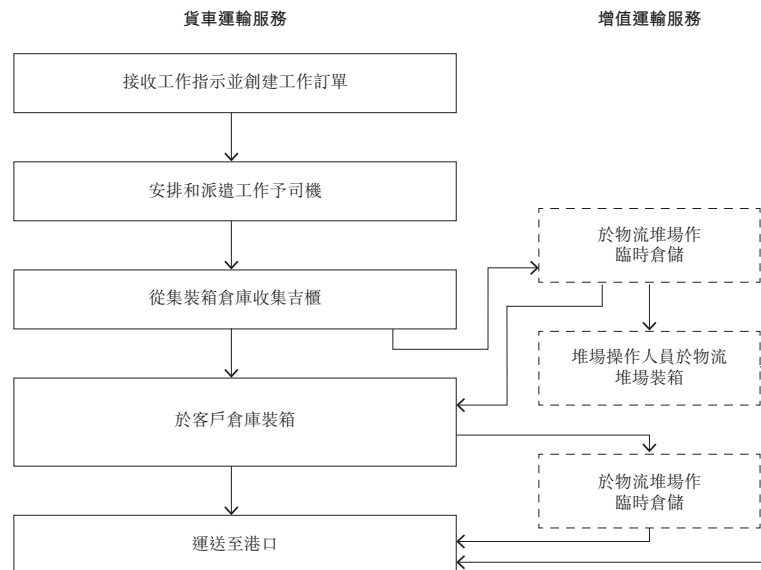 貨車運輸服務
增值運輸服務
接收工作指示並創建工作訂單
安排和派遣工作予司機
於物流堆場作
臨時倉儲
從集裝箱倉庫收集吉櫃
堆場操作人員於物流
堆場裝箱
於客戶倉庫裝箱
於物流堆場作
臨時倉儲
運送至港口